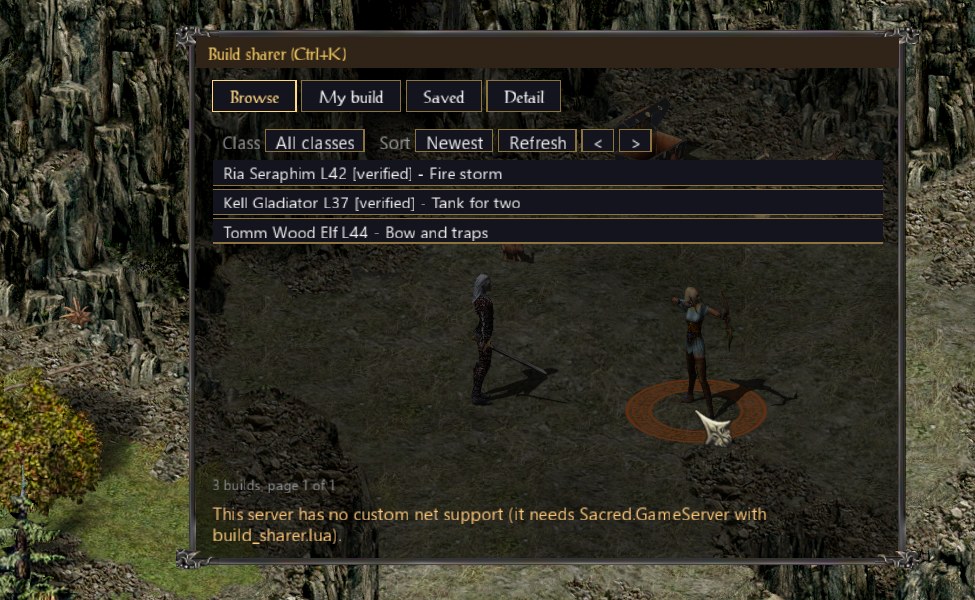 Build sharer (Ctrl+K)
Browse My build Saved Detail
Class All classes Sort Newest Refresh < >
Ria Seraphim L42 [verified] - Fire storm
Kell Gladiator L37 [verified] - Tank for two
Tomm Wood Elf L44 - Bow and traps
3 builds, page 1 of 1
This server has no custom net support (it needs Sacred.GameServer with
build_sharer.lua).